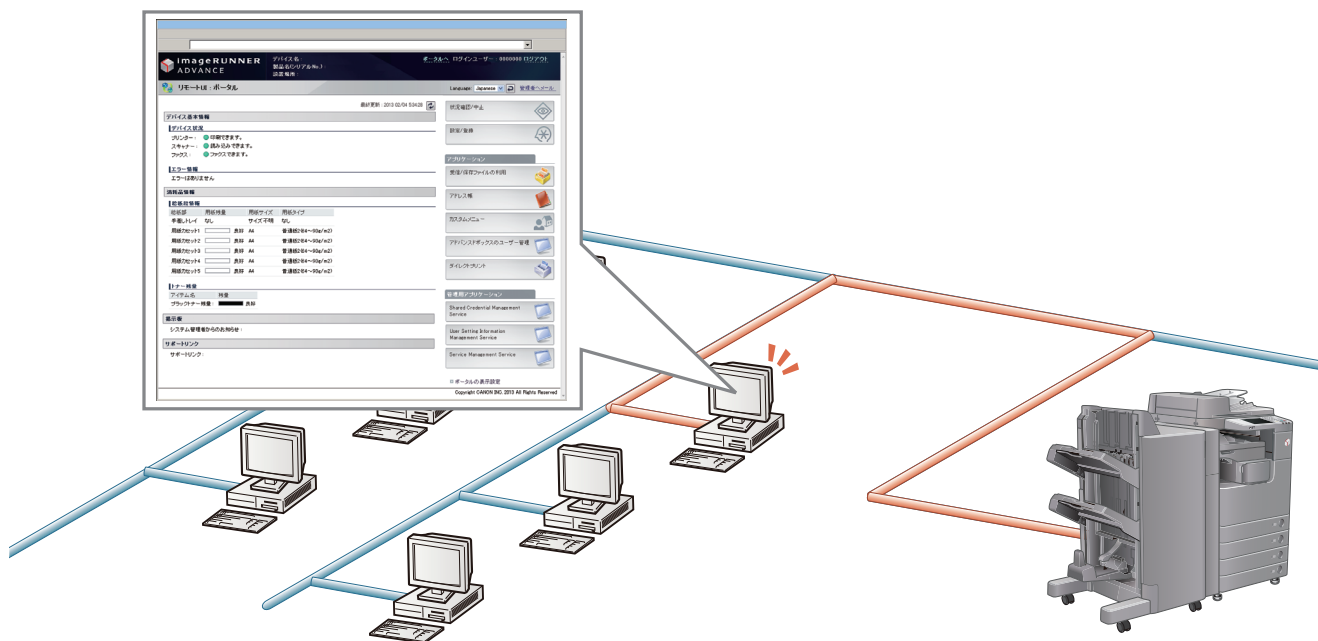 imageRUNNER
ADVANCE
デバイス名:
製品名(シリアルNo.):
設置場所:
ポータルへ ログインユーザー: 0000000 ログアウト
リモートUI : ポータル
Language: Japanese 管理者へメール
最終更新 : 2013 02/04 5:34:28
デバイス基本情報
デバイス状況
プリンター: 印刷できます。
スキャナー: 読み込みできます。
ファクス: ファクスできます。
エラー情報
エラーはありません
消耗品情報
給紙部情報
給紙部 用紙残量 用紙サイズ 用紙タイプ
手差しトレイ なし サイズ不明 なし
用紙カセット1 良好 A4 普通紙2(64〜90g/m2)
用紙カセット2 良好 A4 普通紙2(64〜90g/m2)
用紙カセット3 良好 A4 普通紙2(64〜90g/m2)
用紙カセット4 良好 A4 普通紙2(64〜90g/m2)
用紙カセット5 良好 A4 普通紙2(64〜90g/m2)
トナー残量
アイテム名 残量
ブラックトナー残量: 良好
掲示板
システム管理者からのお知らせ:
サポートリンク
サポートリンク:
状況確認/中止
設定/登録
アプリケーション
受信/保存ファイルの利用
アドレス帳
カスタムメニュー
アドバンスドボックスのユーザー管理
ダイレクトプリント
管理用アプリケーション
Shared Credential Management
Service
User Setting Information
Management Service
Service Management Service
ポータルの表示設定
Copyright CANON INC. 2013 All Rights Reserved